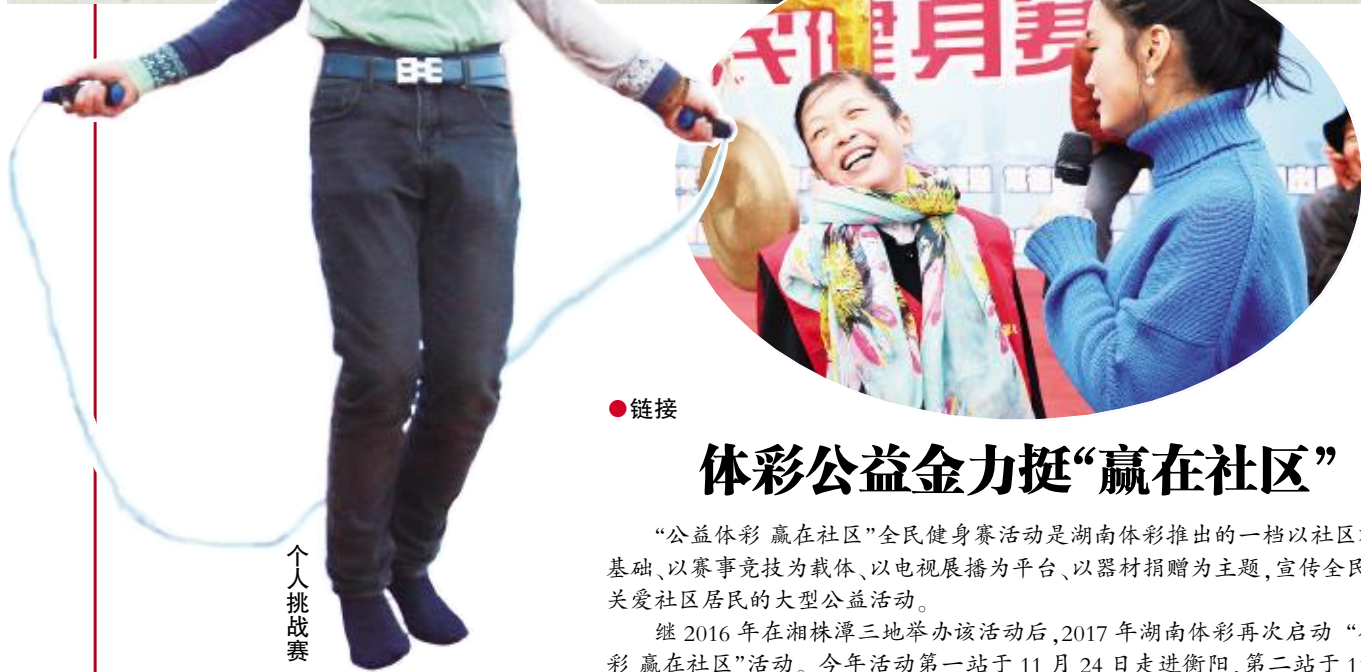 民健身赛
●链接
体彩公益金力挺“赢在社区”
“公益体彩 赢在社区”全民健身赛活动是湖南体彩推出的一档以社区
基础、以赛事竞技为载体、以电视展播为平台、以器材捐赠为主题,宣传全民
关爱社区居民的大型公益活动。
继 2016 年在湘株潭三地举办该活动后,2017 年湖南体彩再次启动“
彩 赢在社区”活动。今年活动第一站于 11 月 24 日走进衡阳,第二站于 1
个人挑战赛